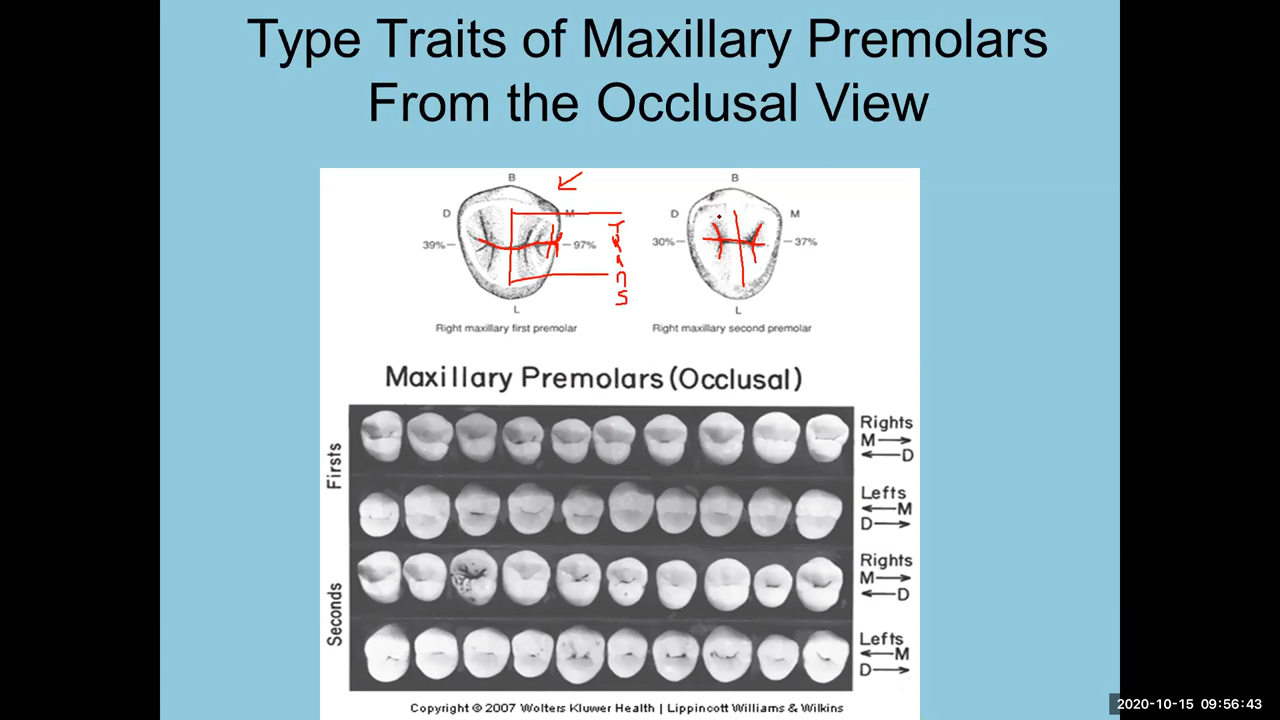 Type Traits of Maxillary Premolars
From the Occlusal View
B
B
D
M
D
M
39%
97%
30%
37%
L
L
Right maxillary first premolar
Right maxillary second premolar
Maxillary Premolars (Occlusal)
Firsts
Rights
M
D
Lefts
M
D
Seconds
Rights
M
D
Lefts
M
D
Copyright © 2007 Wolters Kluwer Health | Lippincott Williams & Wilkins
2020-10-15 09:56:43